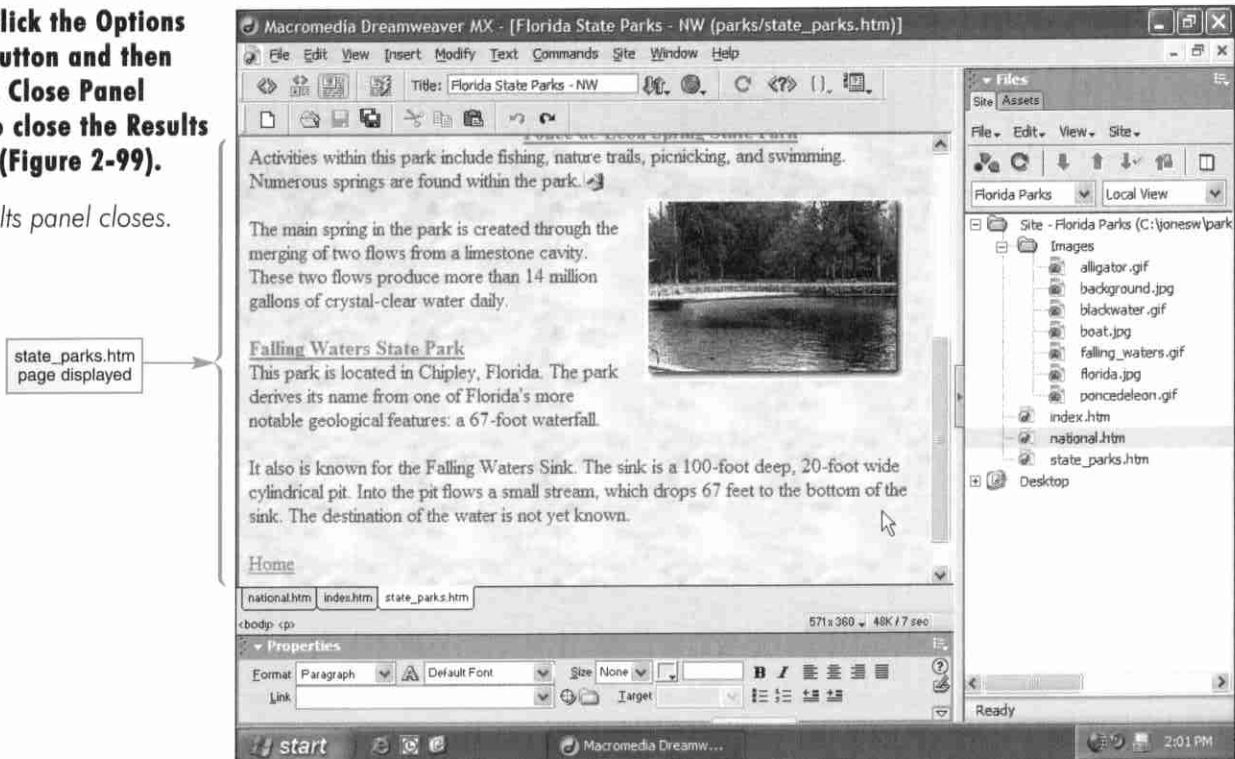 lick the Options
utton and then
Close Panel
o close the Results
(Figure 2-99).
lts panel closes.
state_parks.htm
page displayed
Macromedia Dreamweaver MX - [Florida State Parks - NW (parks/state_parks.htm)]
File Edit View Insert Modify Text Commands Site Window Help
Title: Florida State Parks - NW
Ponce de Leon Spring State Park
Activities within this park include fishing, nature trails, picnicking, and swimming.
Numerous springs are found within the park.
The main spring in the park is created through the
merging of two flows from a limestone cavity.
These two flows produce more than 14 million
gallons of crystal-clear water daily.
Falling Waters State Park
This park is located in Chipley, Florida. The park
derives its name from one of Florida's more
notable geological features: a 67-foot waterfall.
It also is known for the Falling Waters Sink. The sink is a 100-foot deep, 20-foot wide
cylindrical pit. Into the pit flows a small stream, which drops 67 feet to the bottom of the
sink. The destination of the water is not yet known.
Home
national.htm index.htm state_parks.htm
<body> <p>
571 x 360 48K / 7 sec
Properties
Format Paragraph Default Font Size None B I
Link Target
Files
Site Assets
File Edit View Site
Florida Parks Local View
Site - Florida Parks (C:\jonesw\park
Images
alligator.gif
background.jpg
blackwater.gif
boat.jpg
falling_waters.gif
florida.jpg
poncedeleon.gif
index.htm
national.htm
state_parks.htm
Desktop
Ready
start Macromedia Dreamw... 2:01 PM